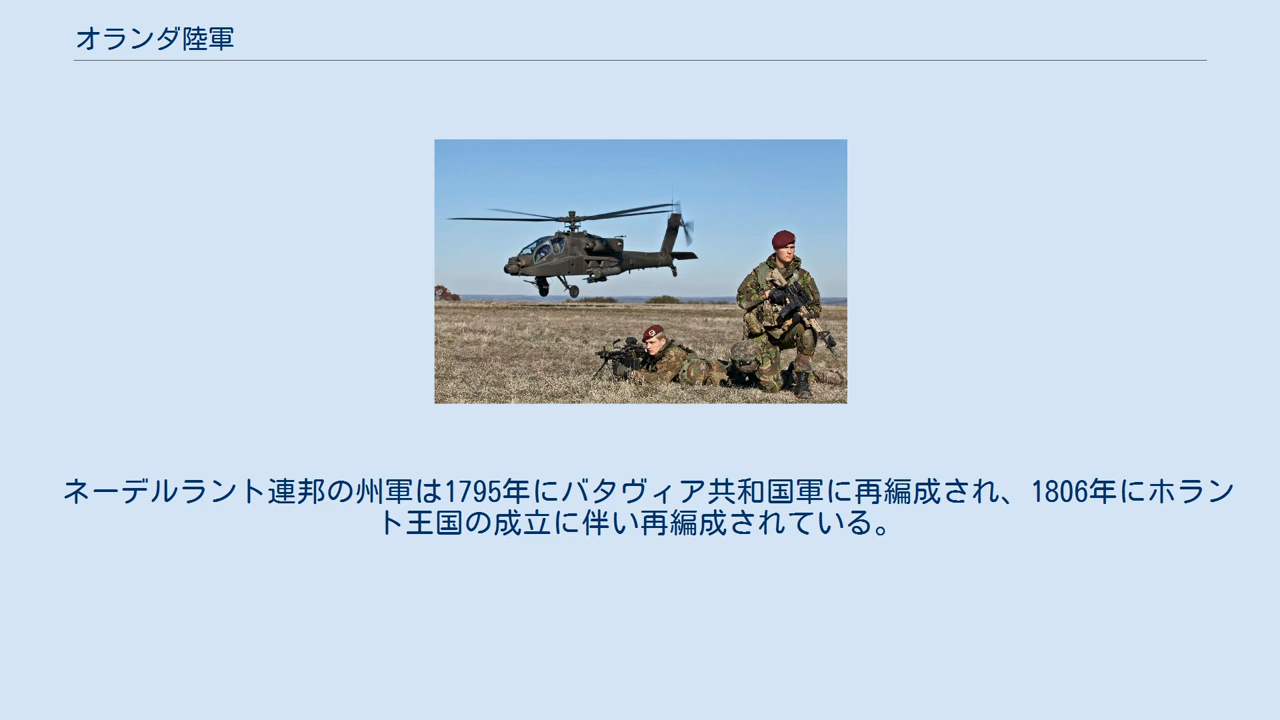 オランダ陸軍
ネーデルラント連邦の州軍は1795年にバタヴィア共和国軍に再編成され、1806年にホラン
ト王国の成立に伴い再編成されている。